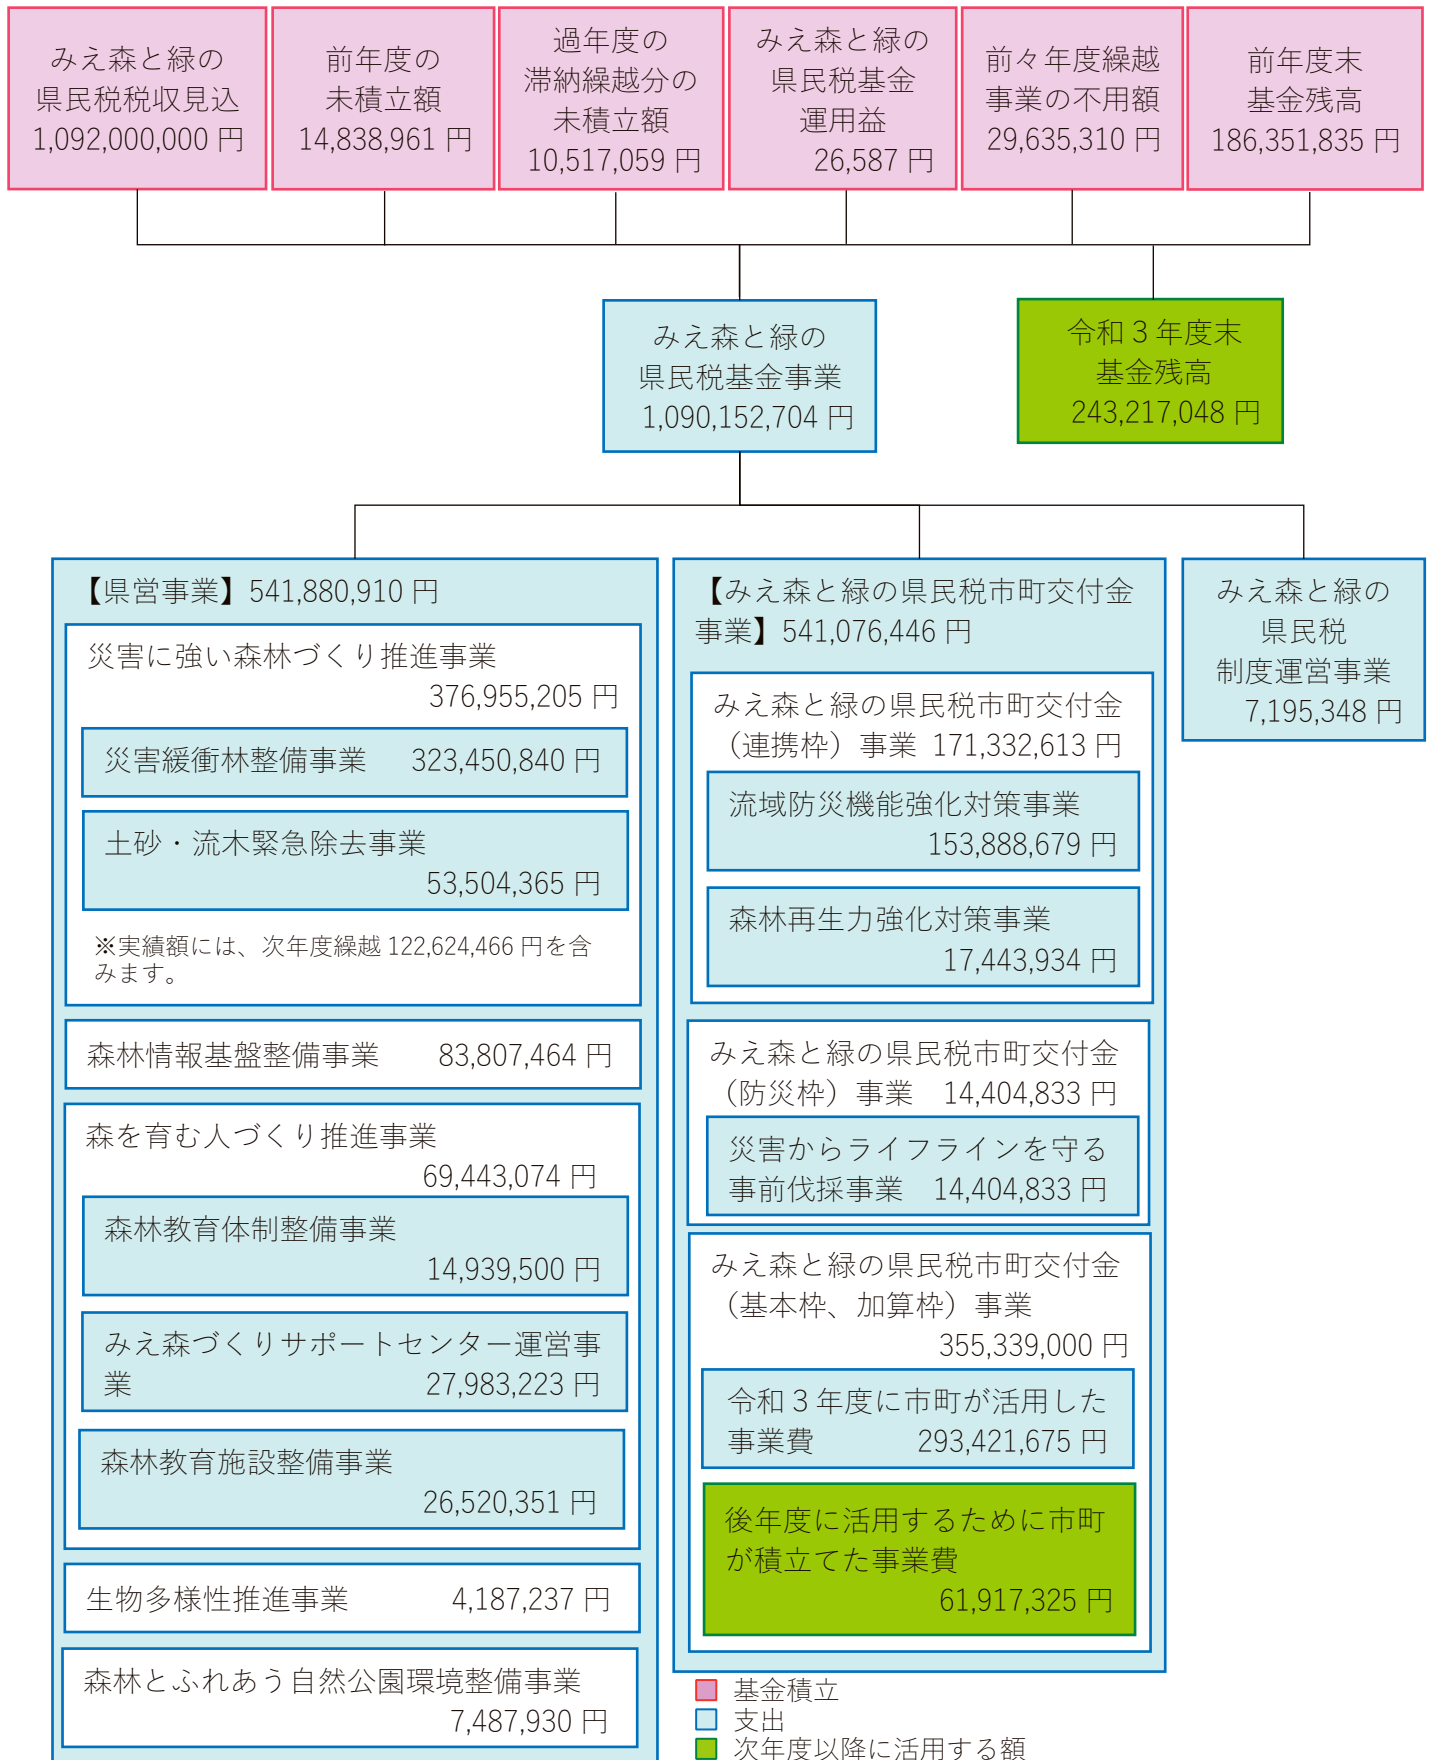 みえ森と緑の
県民税税収見込
1,092,000,000 円
前年度の
未積立額
14,838,961 円
過年度の
滞納繰越分の
未積立額
10,517,059 円
みえ森と緑の
県民税基金
運用益
26,587 円
前々年度繰越
事業の不用額
29,635,310 円
前年度末
基金残高
186,351,835 円
みえ森と緑の
県民税基金事業
1,090,152,704 円
令和３年度末
基金残高
243,217,048 円
【県営事業】541,880,910 円
災害に強い森林づくり推進事業
376,955,205 円
災害緩衝林整備事業 323,450,840 円
土砂・流木緊急除去事業
53,504,365 円
※実績額には、次年度繰越 122,624,466 円を含
みます。
森林情報基盤整備事業 83,807,464 円
森を育む人づくり推進事業
69,443,074 円
森林教育体制整備事業
14,939,500 円
みえ森づくりサポートセンター運営事
業 27,983,223 円
森林教育施設整備事業
26,520,351 円
生物多様性推進事業 4,187,237 円
森林とふれあう自然公園環境整備事業
7,487,930 円
【みえ森と緑の県民税市町交付金
事業】541,076,446 円
みえ森と緑の県民税市町交付金
（連携枠）事業 171,332,613 円
流域防災機能強化対策事業
153,888,679 円
森林再生力強化対策事業
17,443,934 円
みえ森と緑の県民税市町交付金
（防災枠）事業 14,404,833 円
災害からライフラインを守る
事前伐採事業 14,404,833 円
みえ森と緑の県民税市町交付金
（基本枠、加算枠）事業
355,339,000 円
令和３年度に市町が活用した
事業費 293,421,675 円
後年度に活用するために市町
が積立てた事業費
61,917,325 円
みえ森と緑の
県民税
制度運営事業
7,195,348 円
基金積立
支出
次年度以降に活用する額